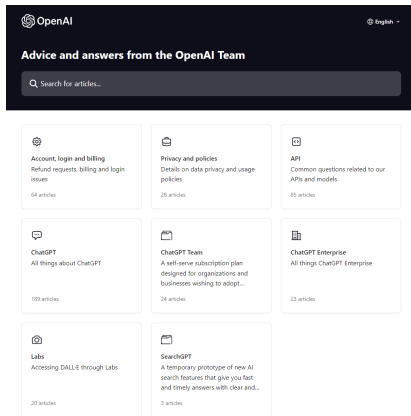 OpenAI
English
Advice and answers from the OpenAI Team
Search for articles...
Account, login and billing
Refund requests, billing and login
issues
64 articles
Privacy and policies
Details on data privacy and usage
policies
28 articles
API
Common questions related to our
APIs and models
85 articles
ChatGPT
All things about ChatGPT
189 articles
ChatGPT Team
A self-serve subscription plan
designed for organizations and
businesses wishing to adopt...
24 articles
ChatGPT Enterprise
All things ChatGPT Enterprise
23 articles
Labs
Accessing DALL·E through Labs
20 articles
SearchGPT
A temporary prototype of new AI
search features that give you fast
and timely answers with clear and...
3 articles